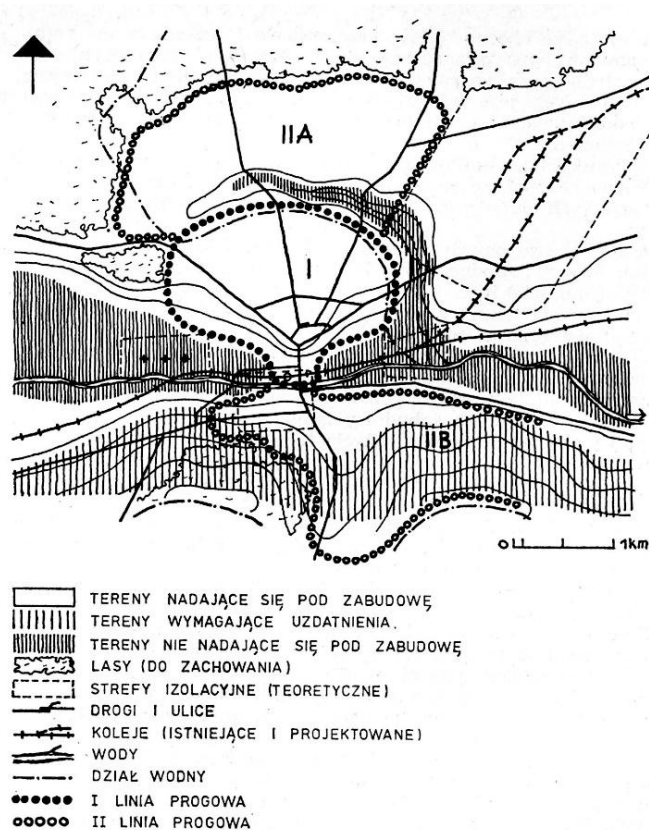 IIA
I
IIB
0 1km
TERENY NADAJĄCE SIĘ POD ZABUDOWĘ
TERENY WYMAGAJĄCE UZDATNIENIA.
TERENY NIE NADAJĄCE SIĘ POD ZABUDOWĘ
LASY (DO ZACHOWANIA)
STREFY IZOLACYJNE (TEORETYCZNE)
DROGI I ULICE
KOLEJE (ISTNIEJĄCE I PROJEKTOWANE)
WODY
DZIAŁ WODNY
I LINIA PROGOWA
II LINIA PROGOWA